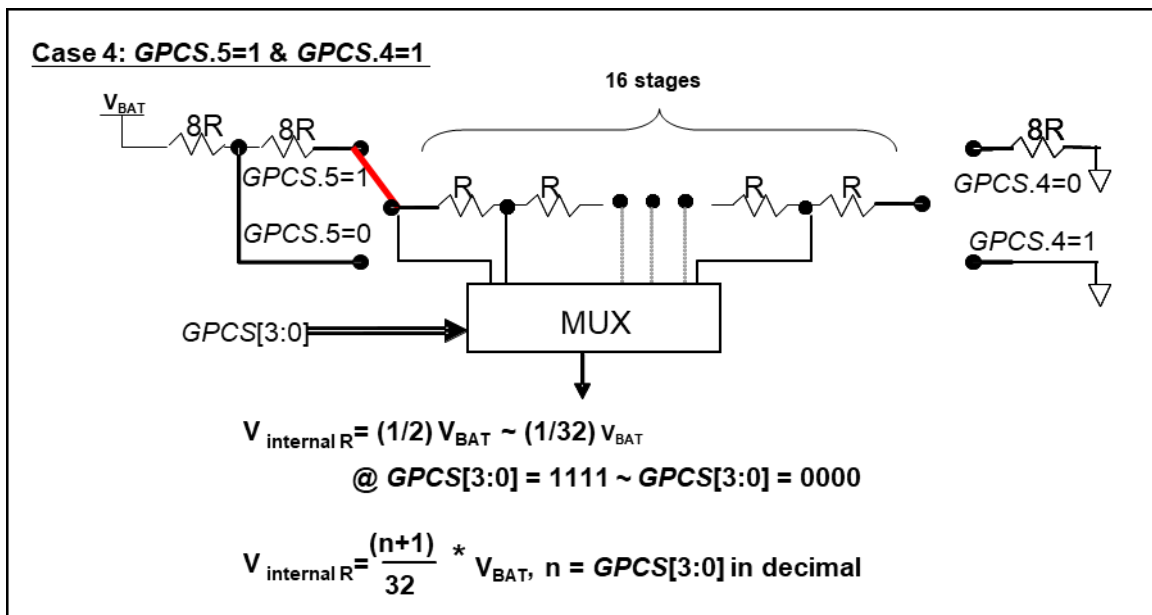 Case 4: GPCS.5=1 & GPCS.4=1
16 stages
VBAT
8R
8R
8R
GPCS.5=1
R
R
R
R
GPCS.4=0
GPCS.5=0
GPCS.4=1
MUX
GPCS[3:0]
V internal R= (1/2) VBAT ~ (1/32) VBAT
@ GPCS[3:0] = 1111 ~ GPCS[3:0] = 0000
V internal R= (n+1)/32 * VBAT, n = GPCS[3:0] in decimal